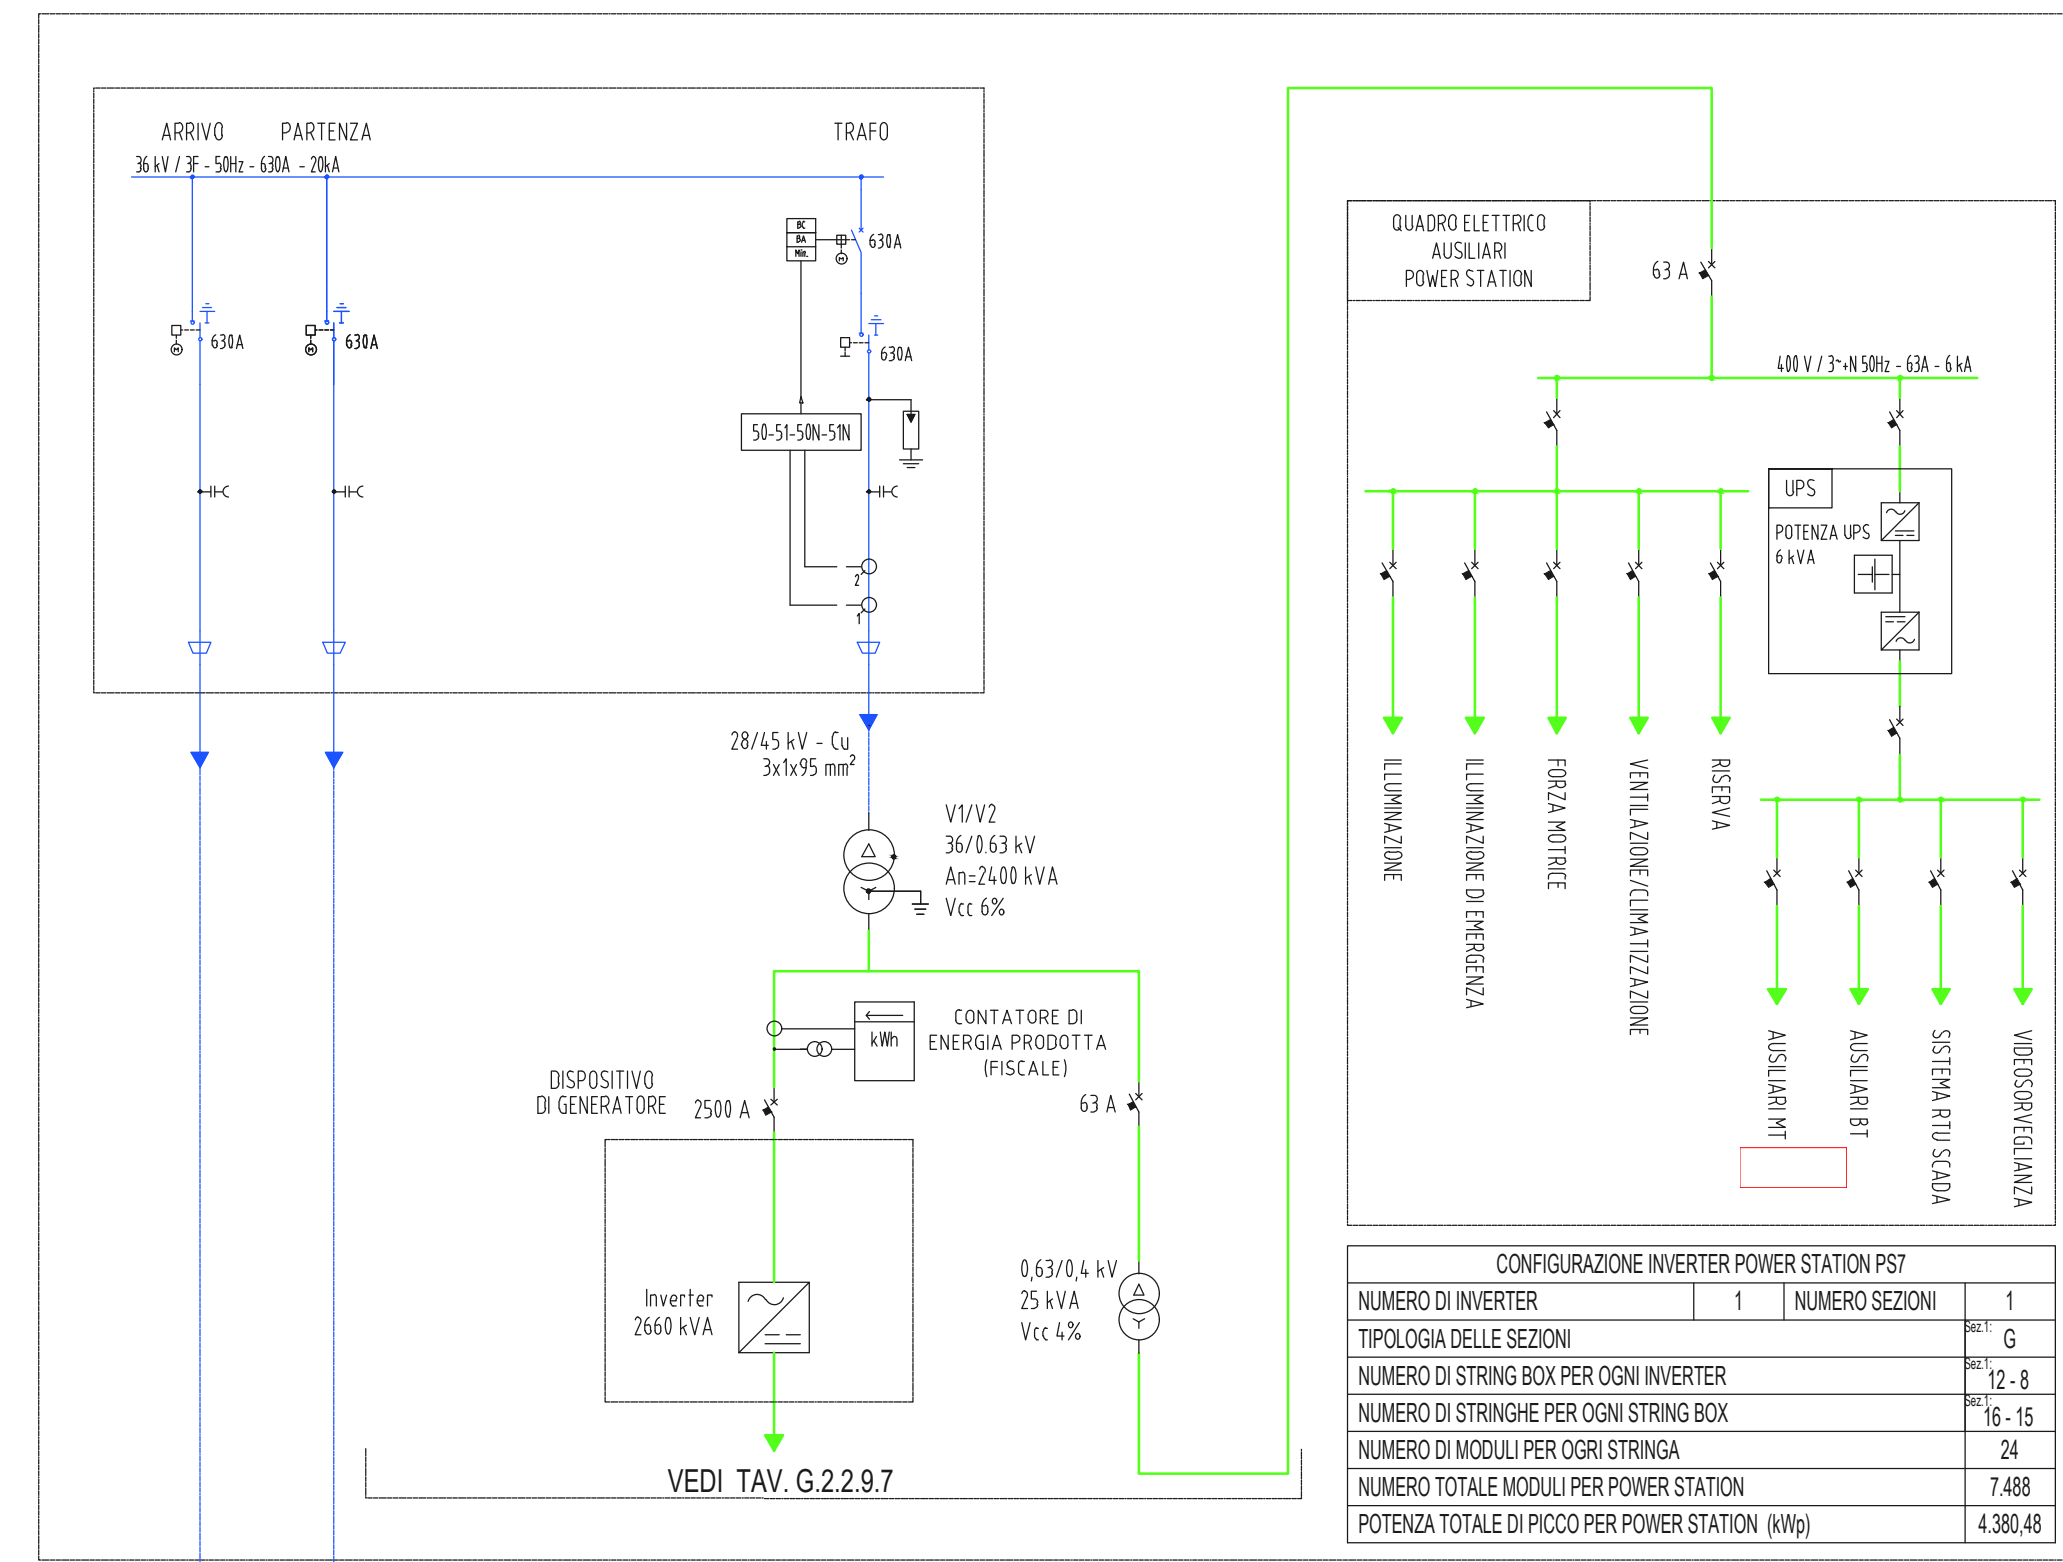 ARRIVO
PARTENZA
TRAFO
36 kV / 3F - 50Hz - 630A - 20kA
BC
BA
Min.
M
630A
M
630A
M
630A
630A
50-51-50N-51N
2
1
28/45 kV - Cu
3x1x95 mm²
V1/V2
36/0.63 kV
An=2400 kVA
Vcc 6%
kWh
CONTATORE DI
ENERGIA PRODOTTA
(FISCALE)
DISPOSITIVO
DI GENERATORE
2500 A
63 A
Inverter
2660 kVA
0,63/0,4 kV
25 kVA
Vcc 4%
VEDI TAV. G.2.2.9.7
QUADRO ELETTRICO
AUSILIARI
POWER STATION
63 A
400 V / 3~+N 50Hz - 63A - 6 kA
UPS
POTENZA UPS
6 kVA
ILLUMINAZIONE
ILLUMINAZIONE DI EMERGENZA
FORZA MOTRICE
VENTILAZIONE/CLIMATIZZAZIONE
RISERVA
AUSILIARI MT
AUSILIARI BT
SISTEMA RTU SCADA
VIDEOSORVEGLIANZA
CONFIGURAZIONE INVERTER POWER STATION PS7
NUMERO DI INVERTER 1 NUMERO SEZIONI 1
TIPOLOGIA DELLE SEZIONI Sez.1: G
NUMERO DI STRING BOX PER OGNI INVERTER Sez.1: 12 - 8
NUMERO DI STRINGHE PER OGNI STRING BOX Sez.1: 16 - 15
NUMERO DI MODULI PER OGRI STRINGA 24
NUMERO TOTALE MODULI PER POWER STATION 7.488
POTENZA TOTALE DI PICCO PER POWER STATION (kWp) 4.380,48